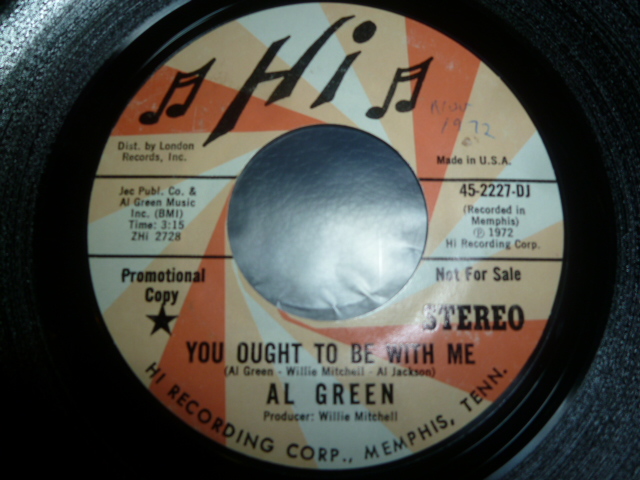 Hi
Nov
1972
Dist. by London
Records, Inc.
Made in U.S.A.
Jec Publ. Co. &
Al Green Music
Inc. (BMI)
Time: 3:15
ZHi 2728
45-2227-DJ
(Recorded in
Memphis)
℗ 1972
Hi Recording Corp.
Promotional
Copy
Not For Sale
STEREO
YOU OUGHT TO BE WITH ME
(Al Green - Willie Mitchell - Al Jackson)
AL GREEN
Producer: Willie Mitchell
HI RECORDING CORP., MEMPHIS, TENN.